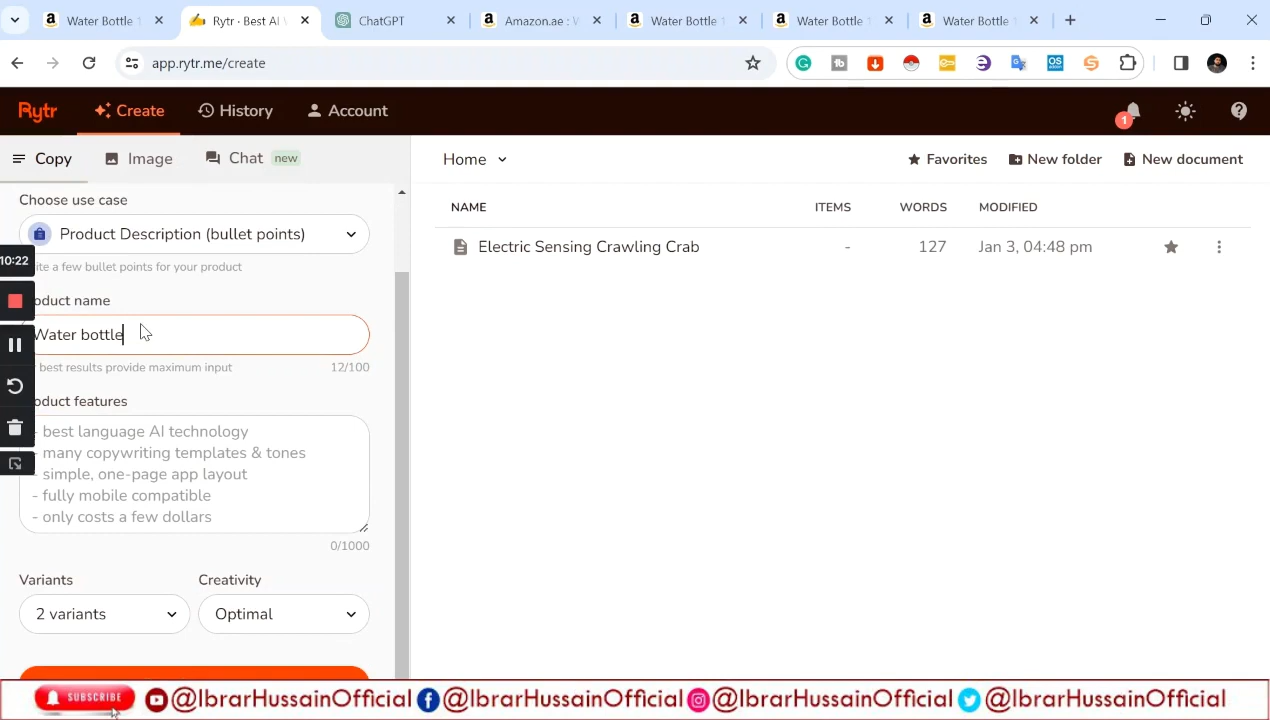 Water Bottle
Rytr · Best AI
ChatGPT
Amazon.ae :
Water Bottle
Water Bottle
Water Bottle
app.rytr.me/create
Rytr
Create
History
Account
1
Copy
Image
Chat new
Home
Favorites
New folder
New document
Choose use case
Product Description (bullet points)
ite a few bullet points for your product
10:22
oduct name
Water bottle
best results provide maximum input
12/100
oduct features
- best language AI technology
many copywriting templates & tones
simple, one-page app layout
- fully mobile compatible
- only costs a few dollars
0/1000
Variants
Creativity
2 variants
Optimal
NAME ITEMS WORDS MODIFIED
Electric Sensing Crawling Crab - 127 Jan 3, 04:48 pm
SUBSCRIBE @IbrarHussainOfficial @IbrarHussainOfficial @IbrarHussainOfficial @IbrarHussainOfficial